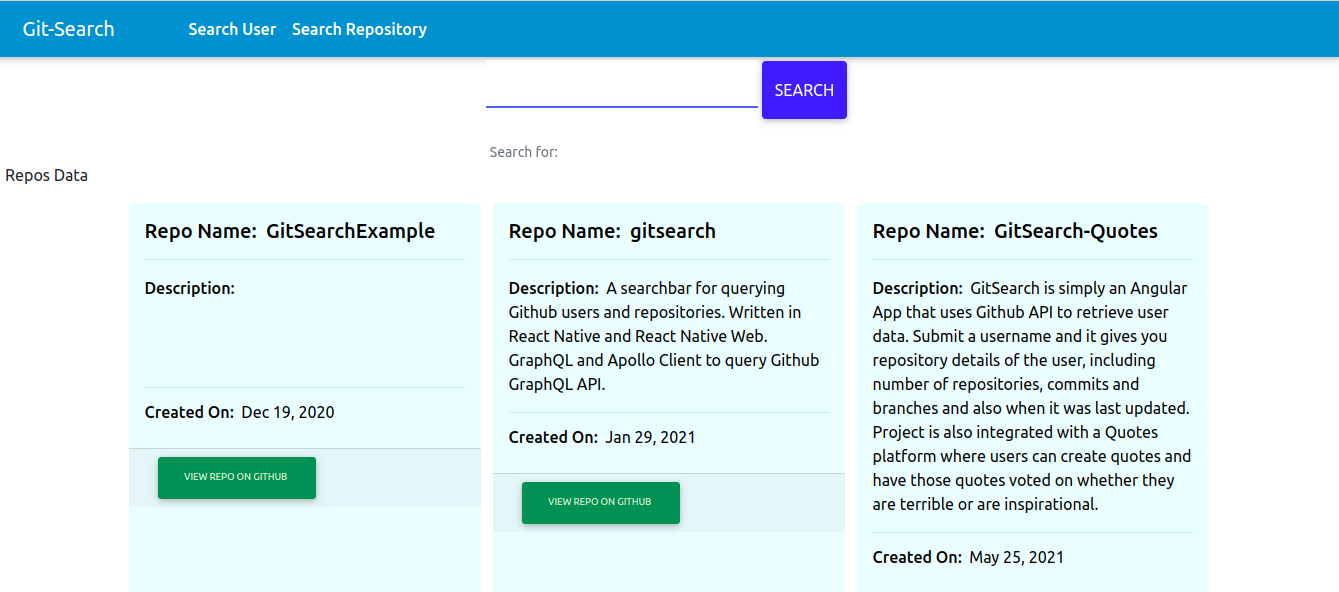 Git-Search
Search User
Search Repository
SEARCH
Search for:
Repos Data
Repo Name: GitSearchExample
Description:
Created On: Dec 19, 2020
VIEW REPO ON GITHUB
Repo Name: gitsearch
Description: A searchbar for querying
Github users and repositories. Written in
React Native and React Native Web.
GraphQL and Apollo Client to query Github
GraphQL API.
Created On: Jan 29, 2021
VIEW REPO ON GITHUB
Repo Name: GitSearch-Quotes
Description: GitSearch is simply an Angular
App that uses Github API to retrieve user
data. Submit a username and it gives you
repository details of the user, including
number of repositories, commits and
branches and also when it was last updated.
Project is also integrated with a Quotes
platform where users can create quotes and
have those quotes voted on whether they
are terrible or are inspirational.
Created On: May 25, 2021